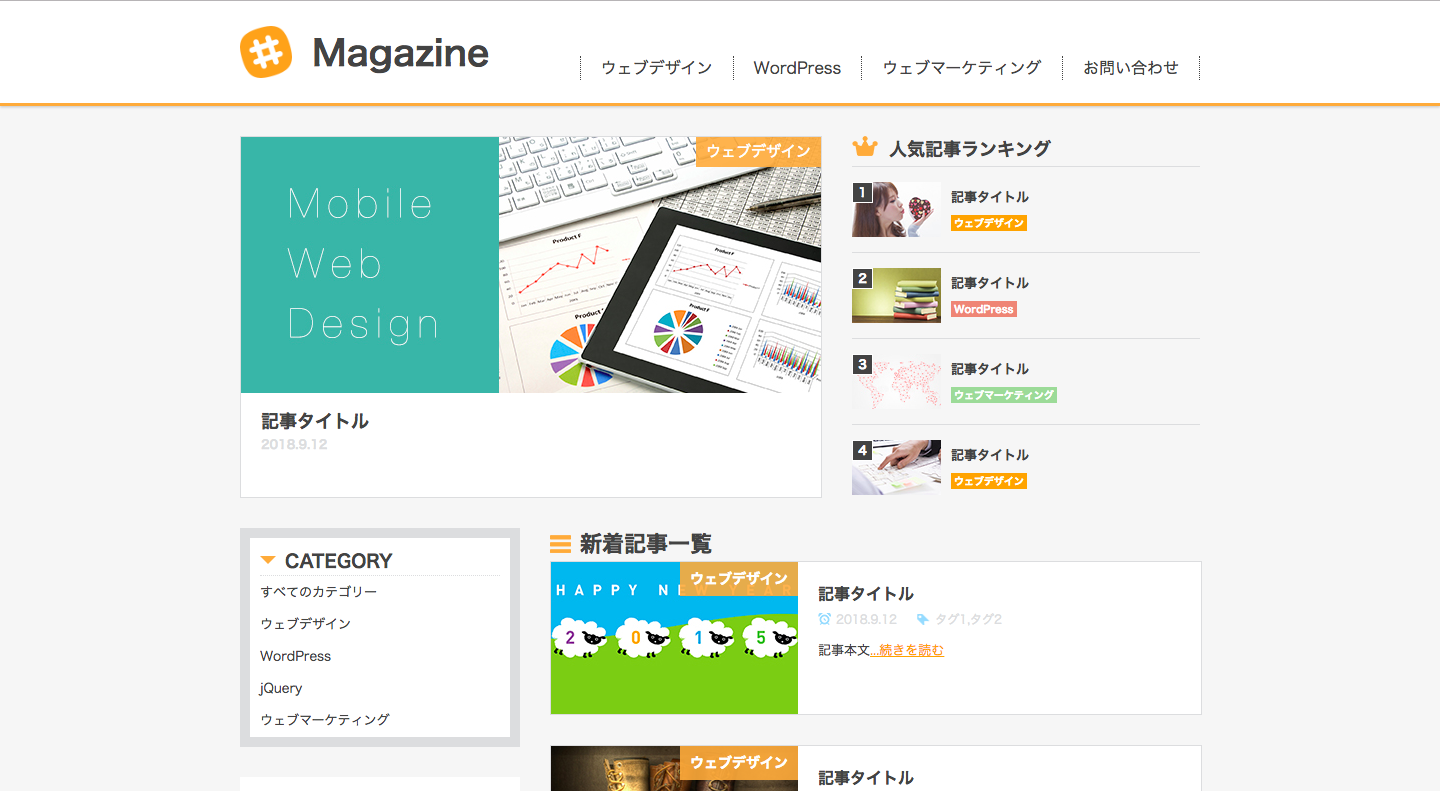 # Magazine
ウェブデザイン
WordPress
ウェブマーケティング
お問い合わせ
Mobile
Web
Design
ウェブデザイン
Product F
Product F
記事タイトル
2018.9.12
人気記事ランキング
1
記事タイトル
ウェブデザイン
2
記事タイトル
WordPress
3
記事タイトル
ウェブマーケティング
4
記事タイトル
ウェブデザイン
CATEGORY
すべてのカテゴリー
ウェブデザイン
WordPress
jQuery
ウェブマーケティング
新着記事一覧
HAPPY NEW YEAR
2 0 1 5
ウェブデザイン
記事タイトル
2018.9.12 タグ1,タグ2
記事本文...続きを読む
ウェブデザイン
記事タイトル